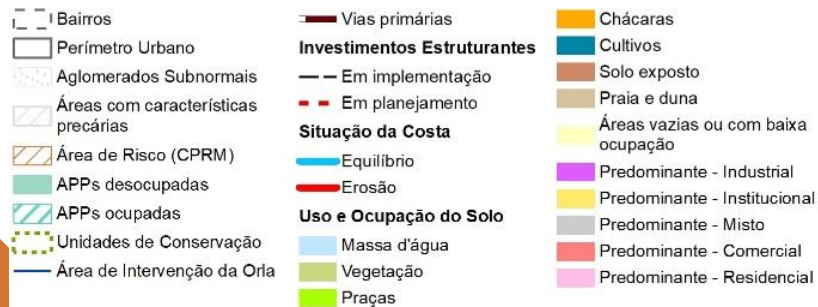 Bairros
Perímetro Urbano
Aglomerados Subnormais
Áreas com características
precárias
Área de Risco (CPRM)
APPs desocupadas
APPs ocupadas
Unidades de Conservação
Área de Intervenção da Orla
Vias primárias
Investimentos Estruturantes
Em implementação
Em planejamento
Situação da Costa
Equilíbrio
Erosão
Uso e Ocupação do Solo
Massa d'água
Vegetação
Praças
Chácaras
Cultivos
Solo exposto
Praia e duna
Áreas vazias ou com baixa
ocupação
Predominante - Industrial
Predominante - Institucional
Predominante - Misto
Predominante - Comercial
Predominante - Residencial